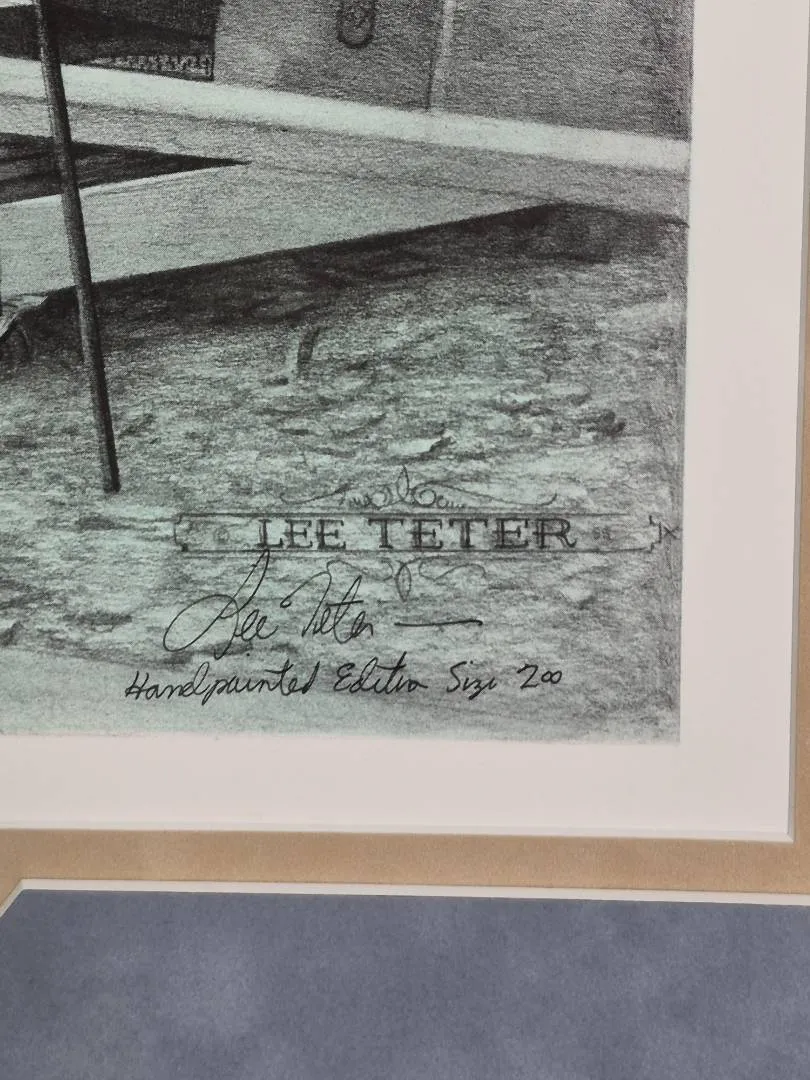 © LEE TETER
Lee Teter —
Handpainted Edition Size 200